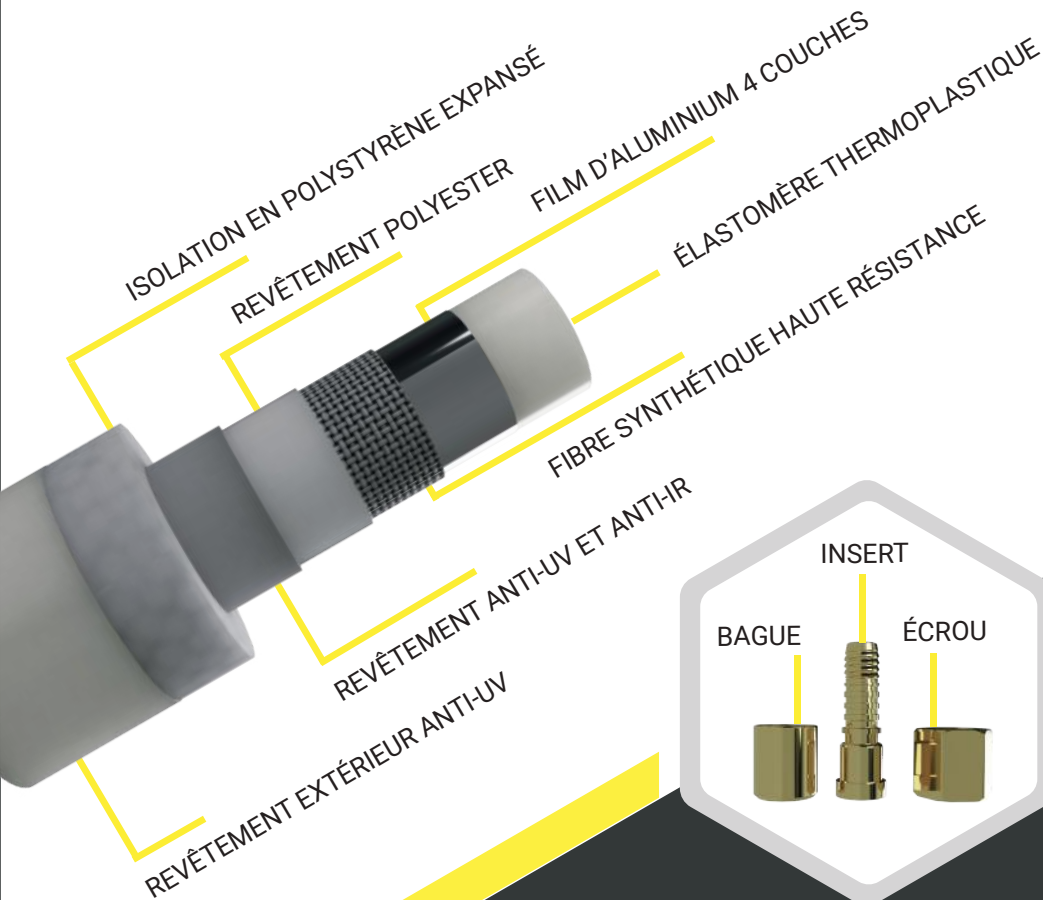 ISOLATION EN POLYSTYRÈNE EXPANSÉ
REVÊTEMENT POLYESTER
FILM D'ALUMINIUM 4 COUCHES
ÉLASTOMÈRE THERMOPLASTIQUE
FIBRE SYNTHÉTIQUE HAUTE RÉSISTANCE
REVÊTEMENT ANTI-UV ET ANTI-IR
REVÊTEMENT EXTÉRIEUR ANTI-UV
INSERT
BAGUE
ÉCROU